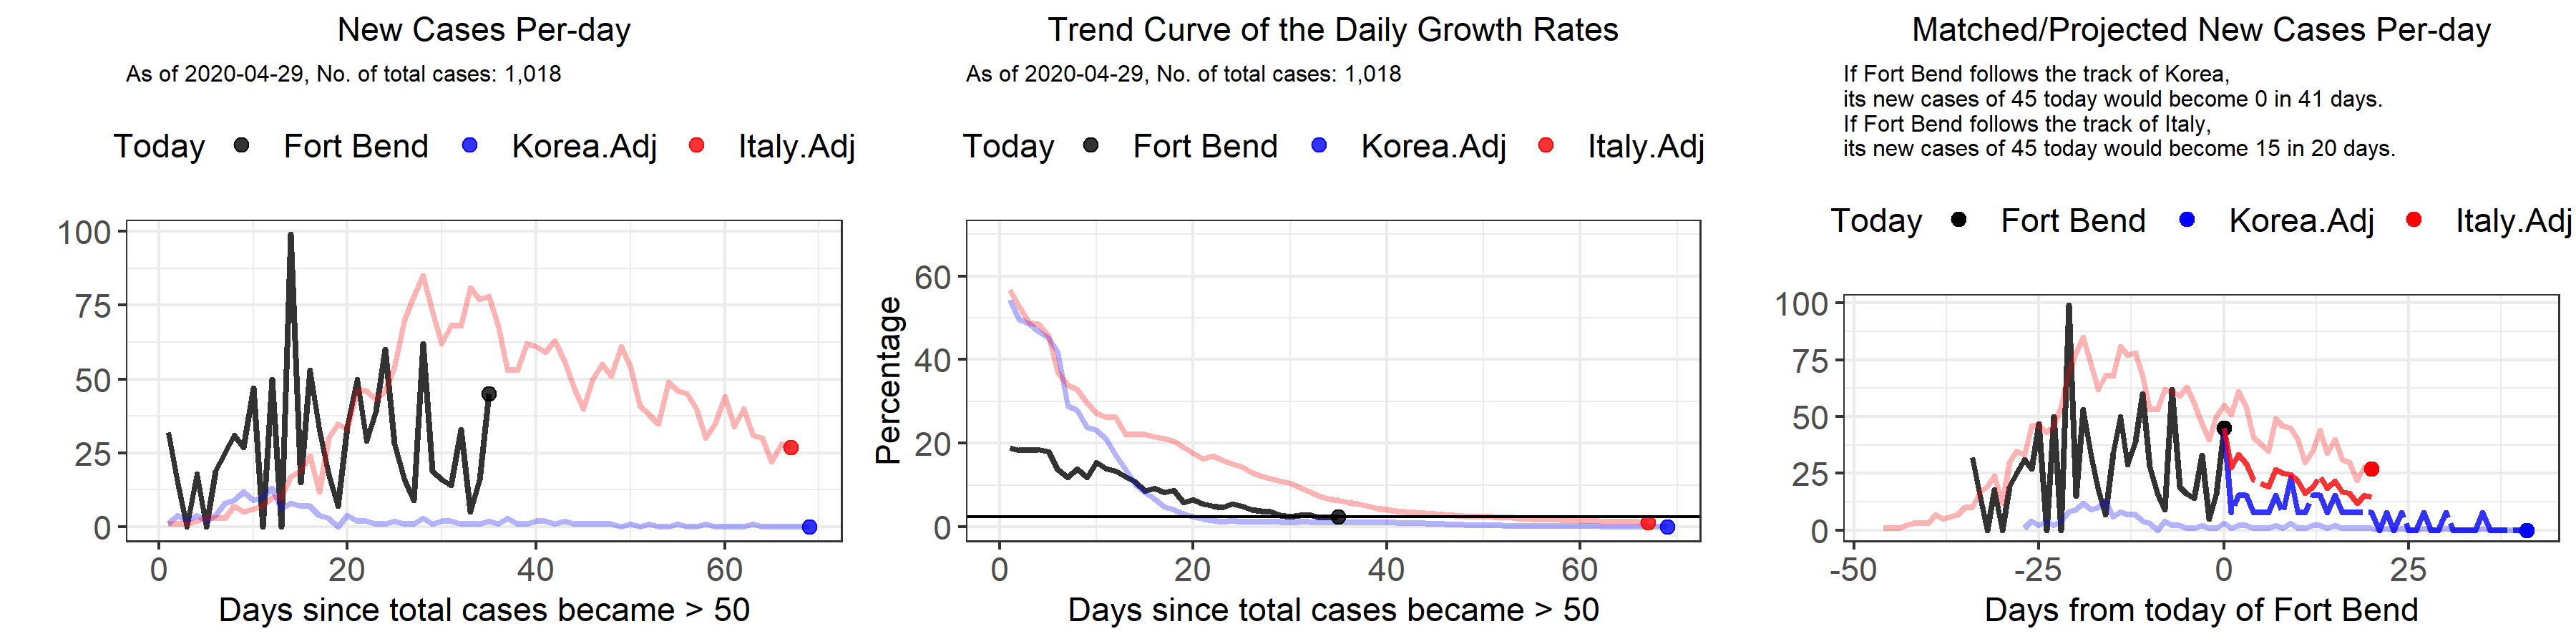 New Cases Per-day
As of 2020-04-29, No. of total cases: 1,018
Today Fort Bend Korea.Adj Italy.Adj
100
75
50
25
0
0 20 40 60
Days since total cases became > 50
Trend Curve of the Daily Growth Rates
As of 2020-04-29, No. of total cases: 1,018
Today Fort Bend Korea.Adj Italy.Adj
Percentage
60
40
20
0
0 20 40 60
Days since total cases became > 50
Matched/Projected New Cases Per-day
If Fort Bend follows the track of Korea,
its new cases of 45 today would become 0 in 41 days.
If Fort Bend follows the track of Italy,
its new cases of 45 today would become 15 in 20 days.
Today Fort Bend Korea.Adj Italy.Adj
100
75
50
25
0
-50 -25 0 25
Days from today of Fort Bend